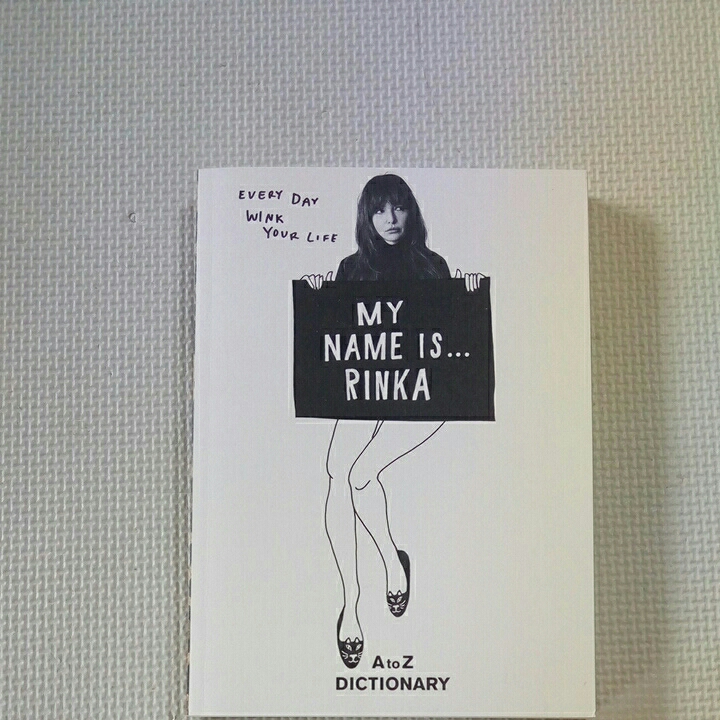 EVERY DAY
WINK
YOUR LIFE
MY
NAME IS...
RINKA
A to Z
DICTIONARY